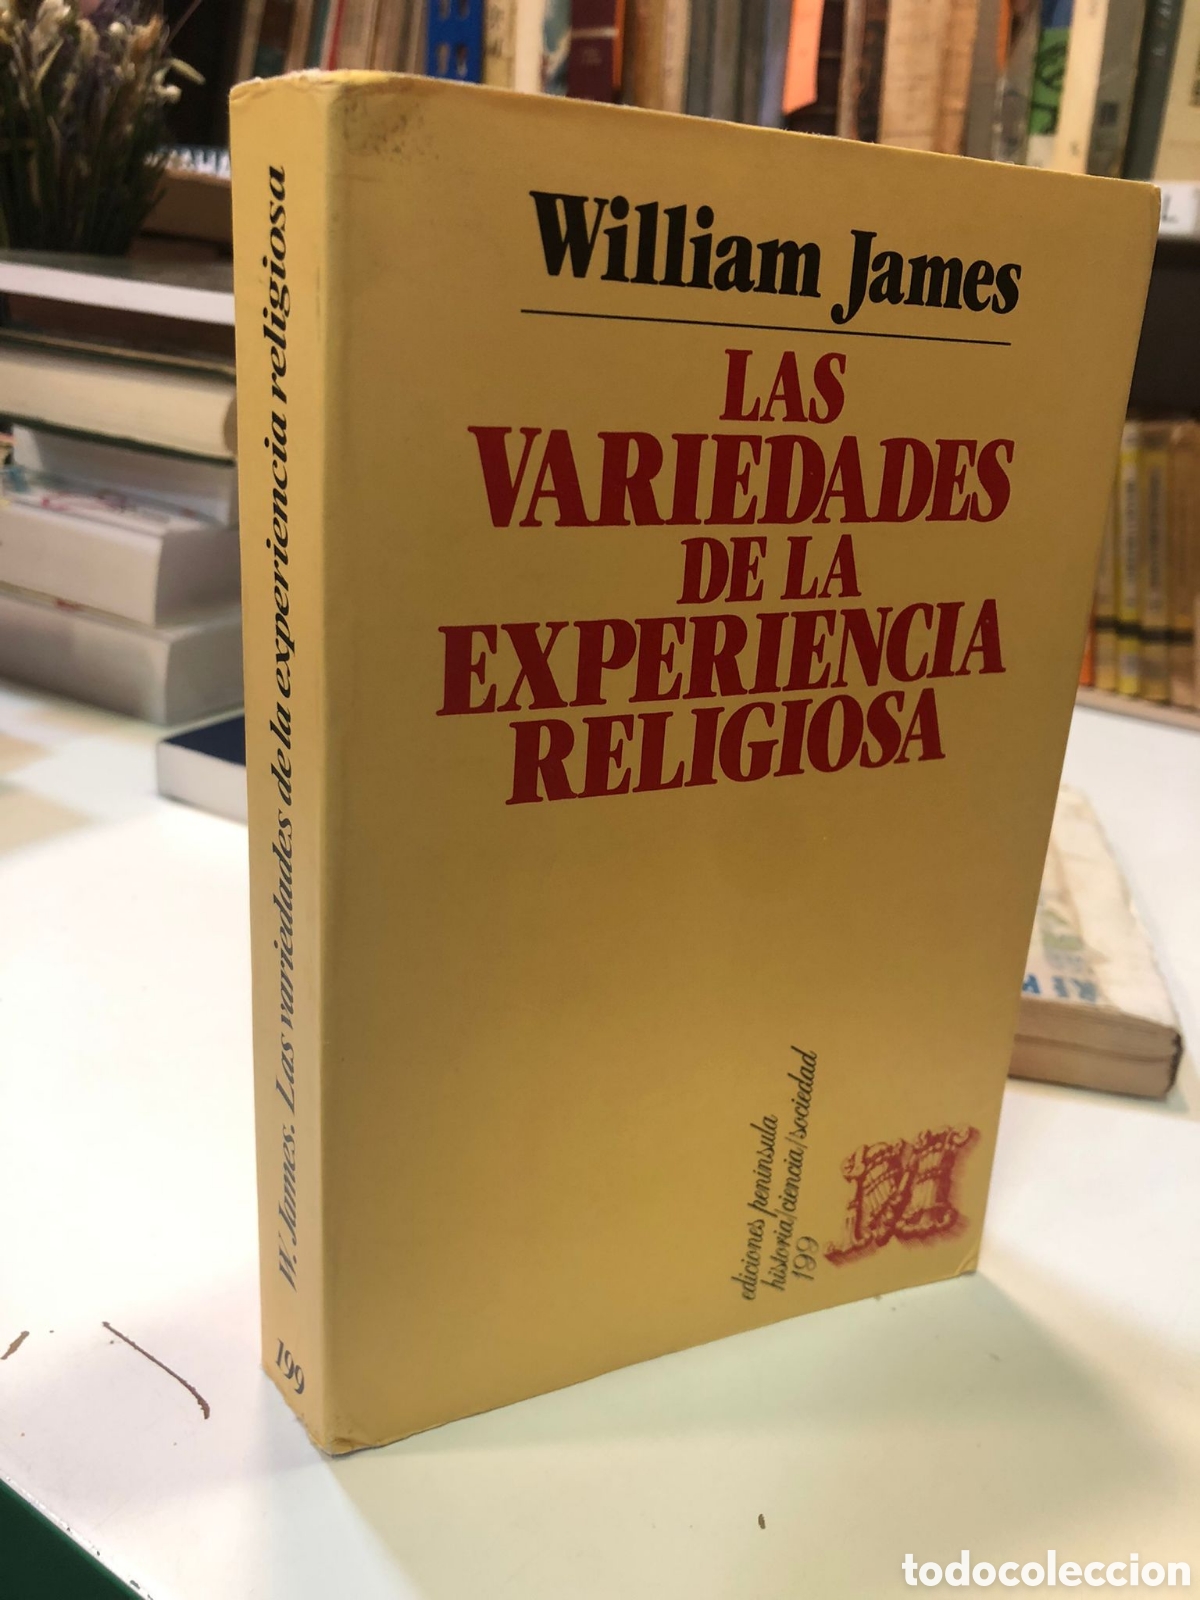 William James
LAS
VARIEDADES
DE LA
EXPERIENCIA
RELIGIOSA
ediciones península
historia/ciencia/sociedad
199
W. James. Las variedades de la experiencia religiosa
199
todocoleccion